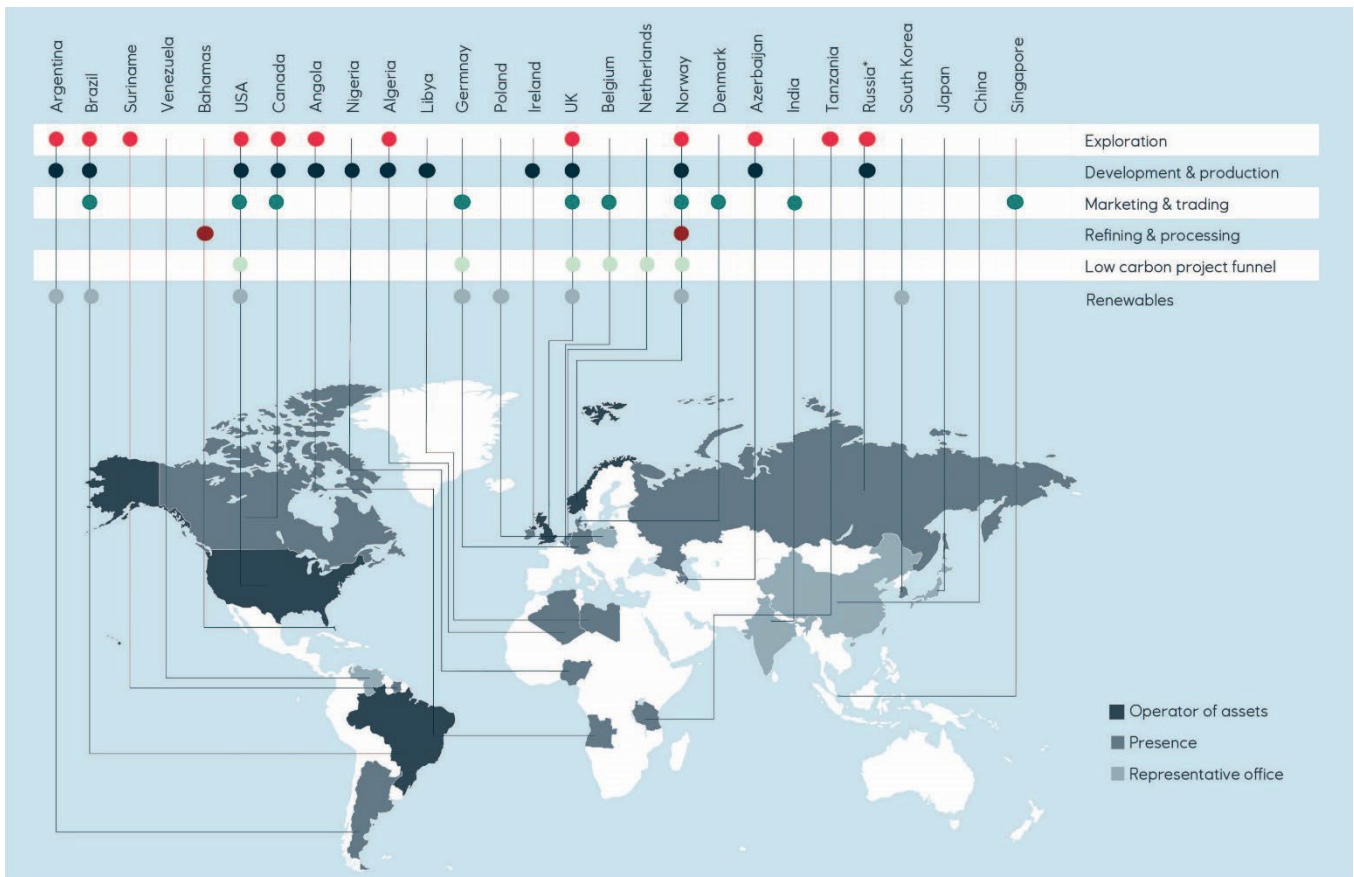 Argentina
Brazil
Suriname
Venezuela
Bahamas
USA
Canada
Angola
Nigeria
Algeria
Libya
Germnay
Poland
Ireland
UK
Belgium
Netherlands
Norway
Denmark
Azerbaijan
India
Tanzania
Russia*
South Korea
Japan
China
Singapore
Exploration
Development & production
Marketing & trading
Refining & processing
Low carbon project funnel
Renewables
Operator of assets
Presence
Representative office